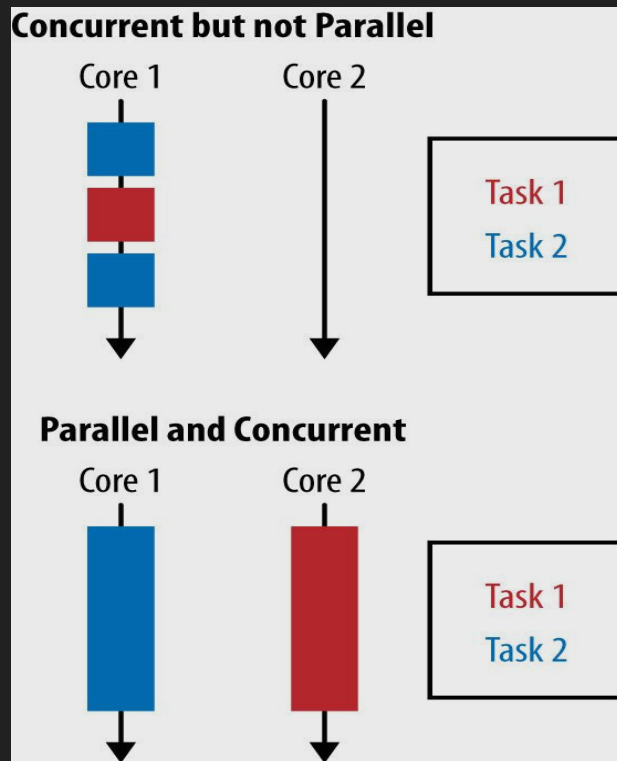 Concurrent but not Parallel
Core 1
Core 2
Task 1
Task 2
Parallel and Concurrent
Core 1
Core 2
Task 1
Task 2